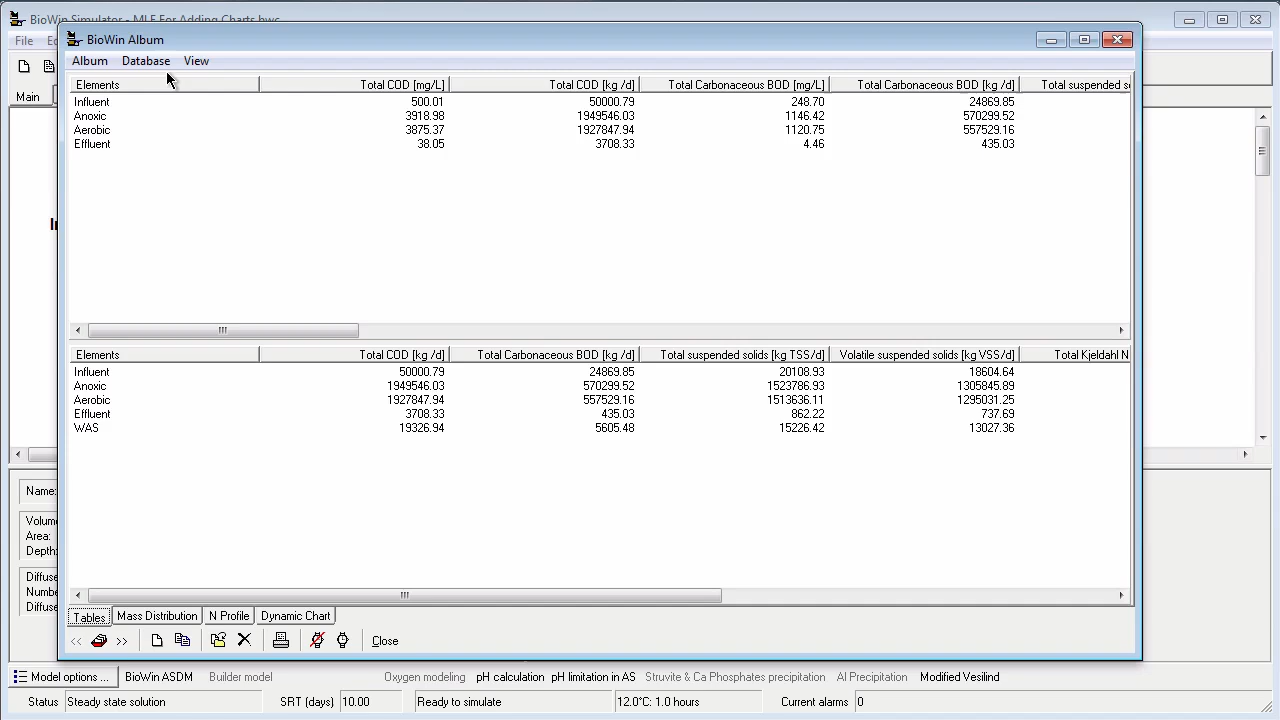 BioWin Simulator - MLE For Adding Charts.bwc
File
BioWin Album
Album Database View
Main
Elements Total COD [mg/L] Total COD [kg /d] Total Carbonaceous BOD [mg/L] Total Carbonaceous BOD [kg /d] Total suspended s
Influent 500.01 50000.79 248.70 24869.85
Anoxic 3918.98 1949546.03 1146.42 570299.52
Aerobic 3875.37 1927847.94 1120.75 557529.16
Effluent 38.05 3708.33 4.46 435.03
Elements Total COD [kg /d] Total Carbonaceous BOD [kg /d] Total suspended solids [kg TSS/d] Volatile suspended solids [kg VSS/d] Total Kjeldahl N
Influent 50000.79 24869.85 20108.93 18604.64
Anoxic 1949546.03 570299.52 1523786.93 1305845.89
Aerobic 1927847.94 557529.16 1513636.11 1295031.25
Effluent 3708.33 435.03 862.22 737.69
WAS 19326.94 5605.48 15226.42 13027.36
Name:
Volum
Area:
Depth:
Diffuse
Numbe
Diffuse
Tables Mass Distribution N Profile Dynamic Chart
<< >> Close
Model options ... BioWin ASDM Builder model Oxygen modeling pH calculation pH limitation in AS Struvite & Ca Phosphates precipitation Al Precipitation Modified Vesilind
Status Steady state solution SRT (days) 10.00 Ready to simulate 12.0°C: 1.0 hours Current alarms 0